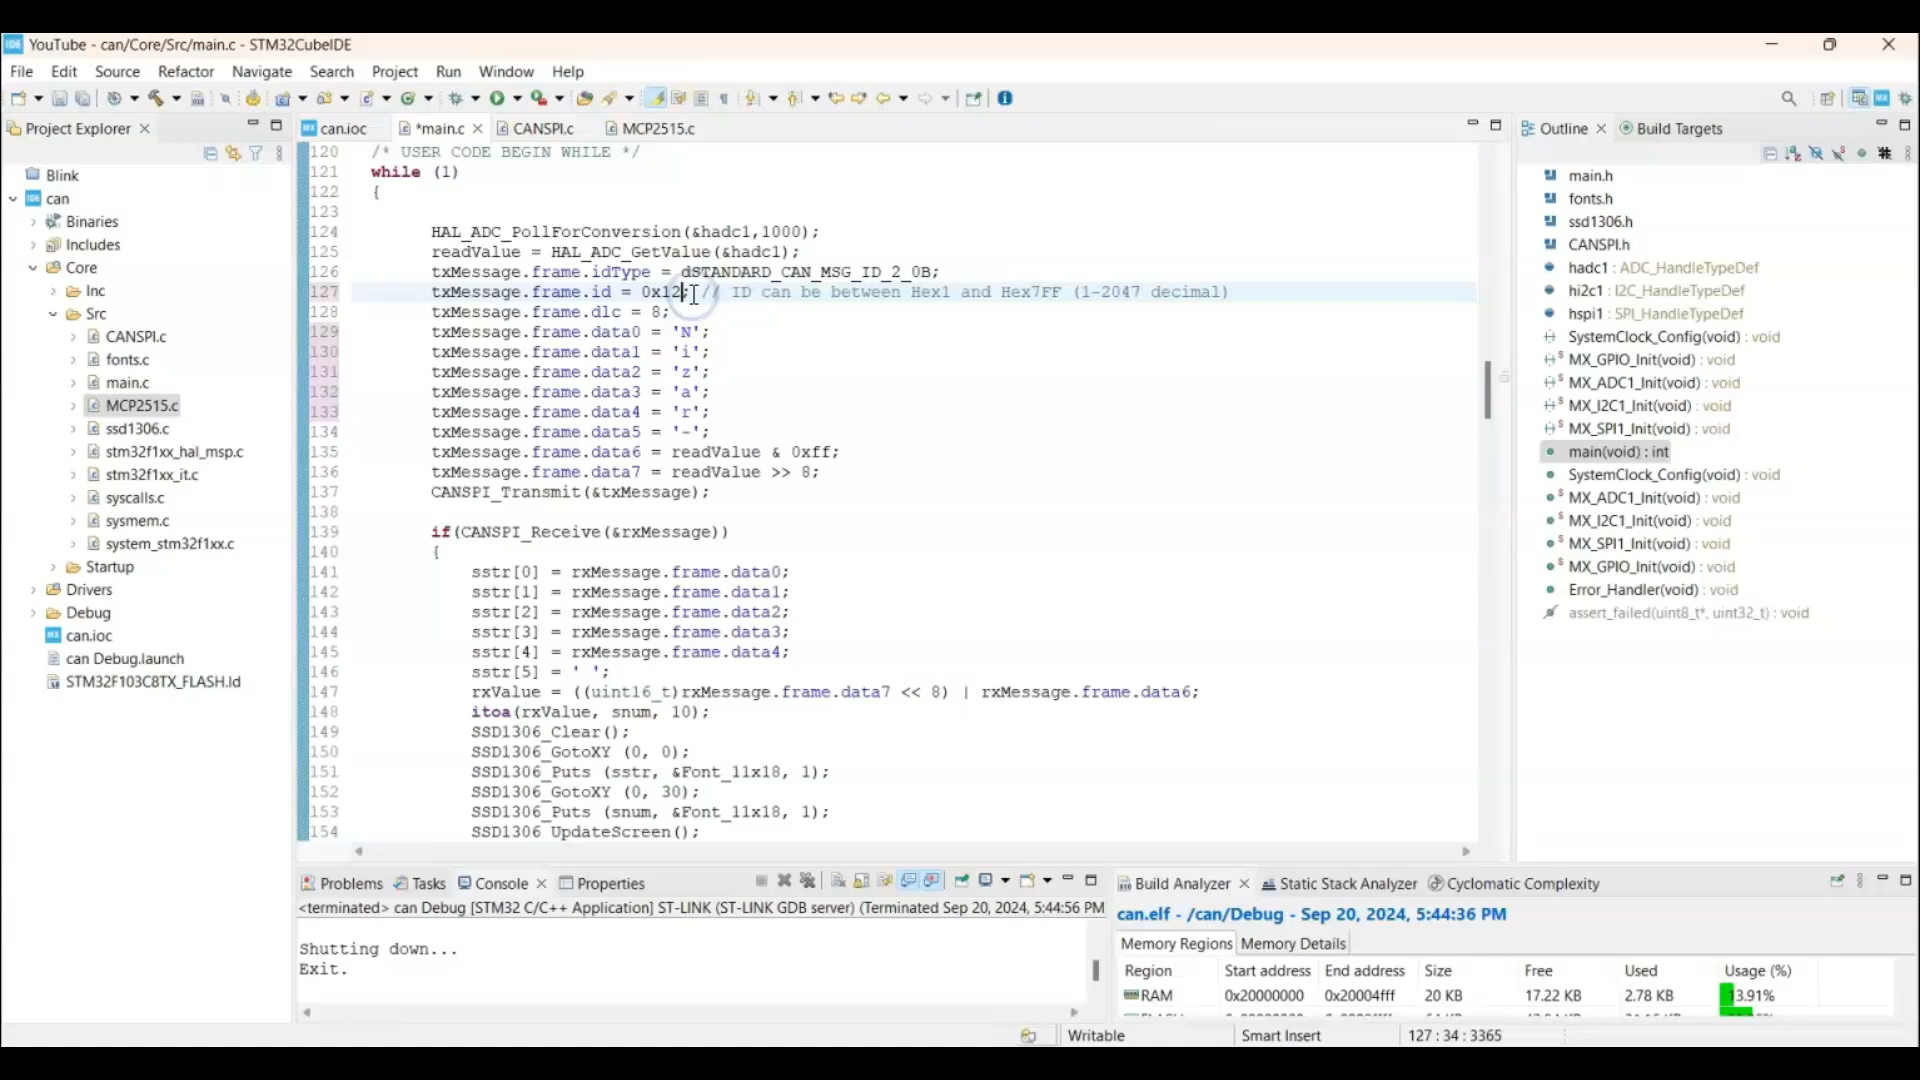 YouTube - can/Core/Src/main.c - STM32CubeIDE
File Edit Source Refactor Navigate Search Project Run Window Help
Project Explorer
Blink
can
Binaries
Includes
Core
Inc
Src
CANSPI.c
fonts.c
main.c
MCP2515.c
ssd1306.c
stm32f1xx_hal_msp.c
stm32f1xx_it.c
syscalls.c
sysmem.c
system_stm32f1xx.c
Startup
Drivers
Debug
can.ioc
can Debug.launch
STM32F103C8TX_FLASH.ld
can.ioc *main.c CANSPI.c MCP2515.c
120 /* USER CODE BEGIN WHILE */
121 while (1)
122 {
123
124 HAL_ADC_PollForConversion(&hadc1,1000);
125 readValue = HAL_ADC_GetValue(&hadc1);
126 txMessage.frame.idType = dSTANDARD_CAN_MSG_ID_2_0B;
127 txMessage.frame.id = 0x12; // ID can be between Hex1 and Hex7FF (1-2047 decimal)
128 txMessage.frame.dlc = 8;
129 txMessage.frame.data0 = 'N';
130 txMessage.frame.data1 = 'i';
131 txMessage.frame.data2 = 'z';
132 txMessage.frame.data3 = 'a';
133 txMessage.frame.data4 = 'r';
134 txMessage.frame.data5 = '-';
135 txMessage.frame.data6 = readValue & 0xff;
136 txMessage.frame.data7 = readValue >> 8;
137 CANSPI_Transmit(&txMessage);
138
139 if(CANSPI_Receive(&rxMessage))
140 {
141 sstr[0] = rxMessage.frame.data0;
142 sstr[1] = rxMessage.frame.data1;
143 sstr[2] = rxMessage.frame.data2;
144 sstr[3] = rxMessage.frame.data3;
145 sstr[4] = rxMessage.frame.data4;
146 sstr[5] = ' ';
147 rxValue = ((uint16_t)rxMessage.frame.data7 << 8) | rxMessage.frame.data6;
148 itoa(rxValue, snum, 10);
149 SSD1306_Clear();
150 SSD1306_GotoXY (0, 0);
151 SSD1306_Puts (sstr, &Font_11x18, 1);
152 SSD1306_GotoXY (0, 30);
153 SSD1306_Puts (snum, &Font_11x18, 1);
154 SSD1306_UpdateScreen();
Outline Build Targets
main.h
fonts.h
ssd1306.h
CANSPI.h
hadc1 : ADC_HandleTypeDef
hi2c1 : I2C_HandleTypeDef
hspi1 : SPI_HandleTypeDef
SystemClock_Config(void) : void
MX_GPIO_Init(void) : void
MX_ADC1_Init(void) : void
MX_I2C1_Init(void) : void
MX_SPI1_Init(void) : void
main(void) : int
SystemClock_Config(void) : void
MX_ADC1_Init(void) : void
MX_I2C1_Init(void) : void
MX_SPI1_Init(void) : void
MX_GPIO_Init(void) : void
Error_Handler(void) : void
assert_failed(uint8_t*, uint32_t) : void
Problems Tasks Console Properties
<terminated> can Debug [STM32 C/C++ Application] ST-LINK (ST-LINK GDB server) (Terminated Sep 20, 2024, 5:44:56 PM
Shutting down...
Exit.
Build Analyzer Static Stack Analyzer Cyclomatic Complexity
can.elf - /can/Debug - Sep 20, 2024, 5:44:36 PM
Memory Regions Memory Details
Region Start address End address Size Free Used Usage (%)
RAM 0x20000000 0x20004fff 20 KB 17.22 KB 2.78 KB 13.91%
Writable Smart Insert 127 : 34 : 3365